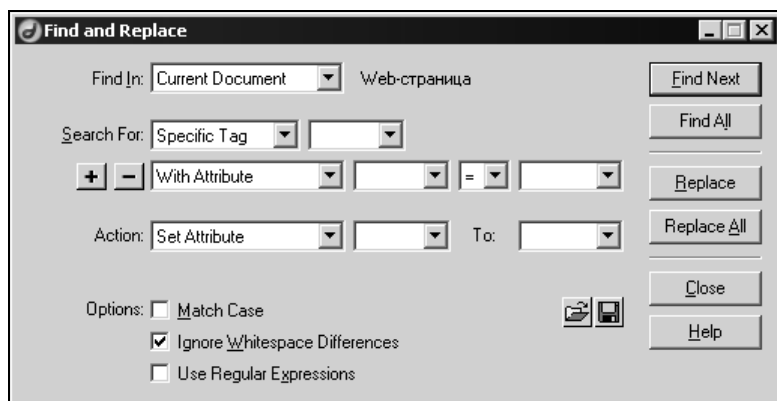 Find and Replace
Find In: Current Document Web-страница Find Next
Find All
Search For: Specific Tag
+ - With Attribute = Replace
Action: Set Attribute To: Replace All
Close
Options: Match Case
Ignore Whitespace Differences Help
Use Regular Expressions